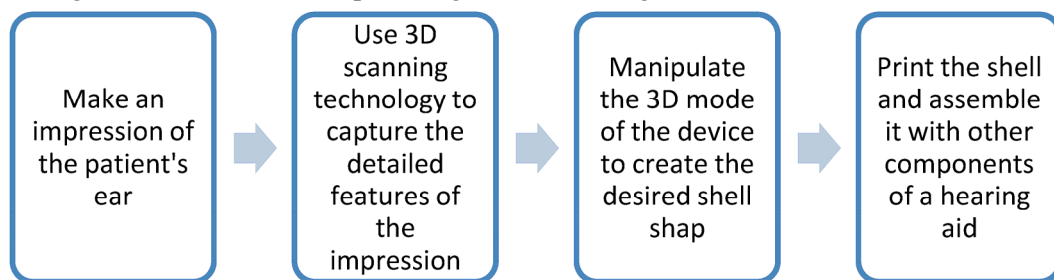 Make an
impression of
the patient's
ear
Use 3D
scanning
technology to
capture the
detailed
features of
the
impression
Manipulate
the 3D mode
of the device
to create the
desired shell
shap
Print the shell
and assemble
it with other
components
of a hearing
aid